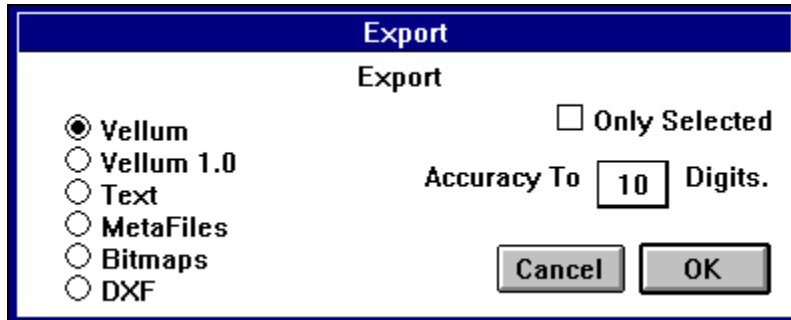 Export
Export
Vellum
Vellum 1.0
Text
MetaFiles
Bitmaps
DXF
Only Selected
Accuracy To 10 Digits.
Cancel OK